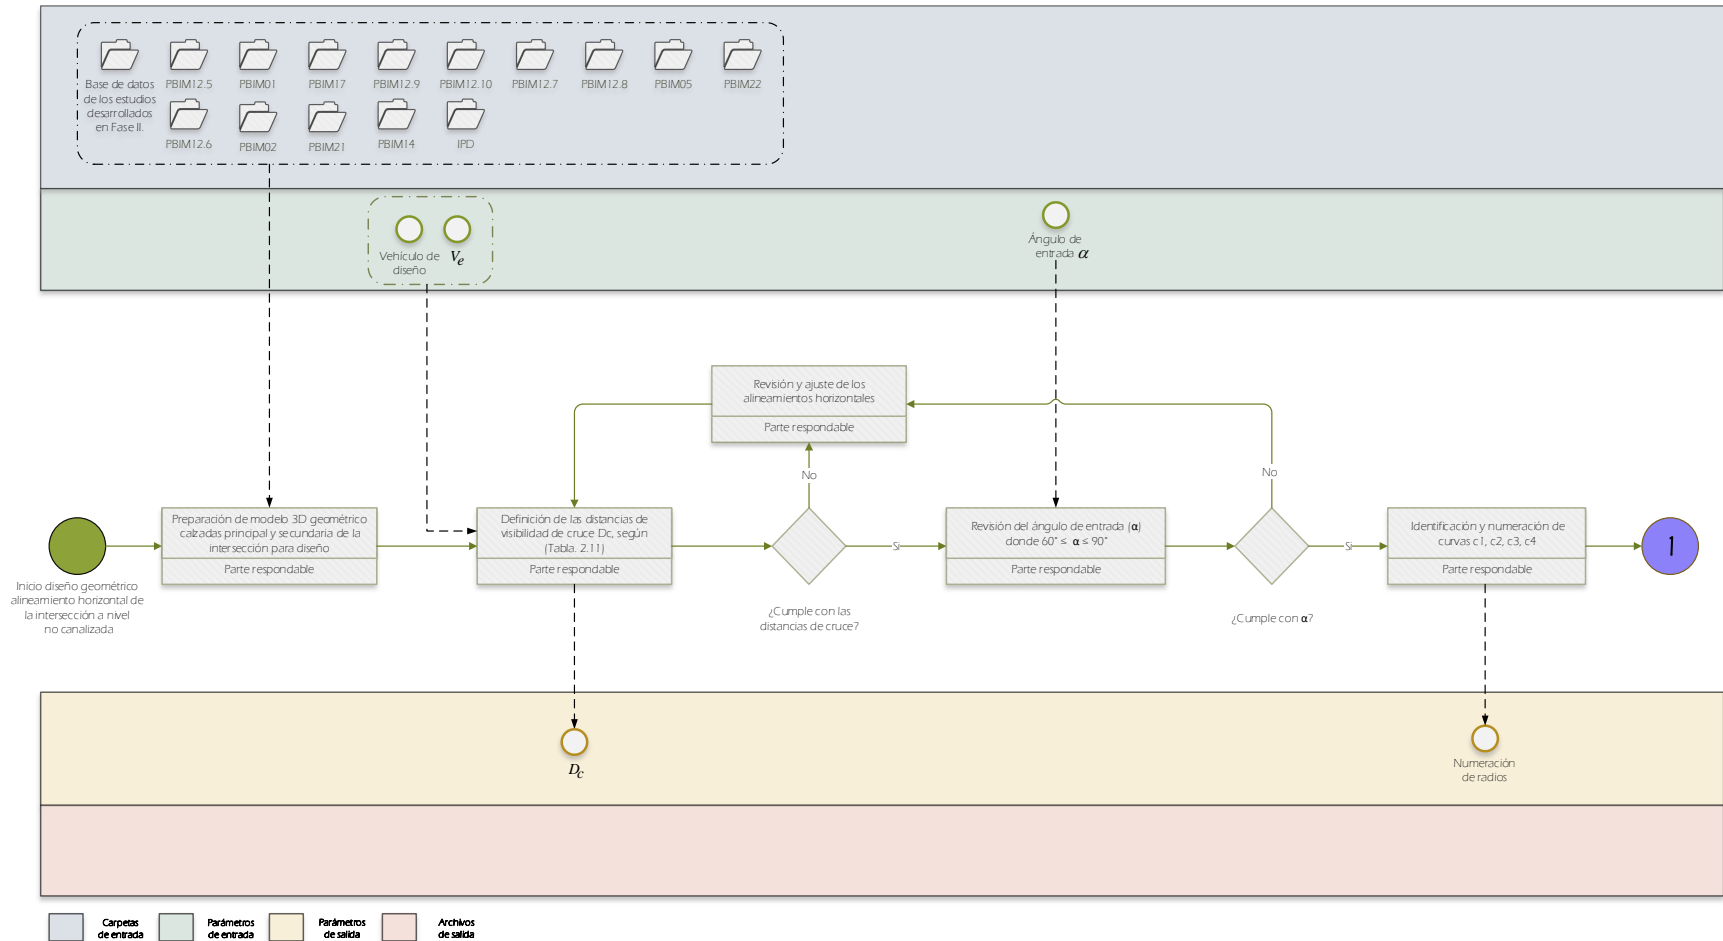 PBIM12.5
PBIM01
PBIM17
PBIM12.9
PBIM12.10
PBIM12.7
PBIM12.8
PBIM05
PBIM22
Base de datos
de los estudios
desarrollados
en Fase II.
PBIM12.6
PBIM02
PBIM21
PBIM14
IPD
Vehículo de
diseño
Ve
Ángulo de
entrada α
Revisión y ajuste de los
alineamientos horizontales
Parte respondable
No
No
Preparación de modelo 3D geométrico
calzadas principal y secundaria de la
intersección para diseño
Parte respondable
Definición de las distancias de
visibilidad de cruce Dc, según
(Tabla. 2.11)
Parte respondable
Si
Revisión del ángulo de entrada (α)
donde 60° ≤ α ≤ 90°
Parte respondable
Si
Identificación y numeración de
curvas c1, c2, c3, c4
Parte respondable
1
Inicio diseño geométrico
alineamiento horizontal de
la intersección a nivel
no canalizada
¿Cumple con las
distancias de cruce?
¿Cumple con α?
Dc
Numeración
de radios
Carpetas
de entrada
Parámetros
de entrada
Parámetros
de salida
Archivos
de salida